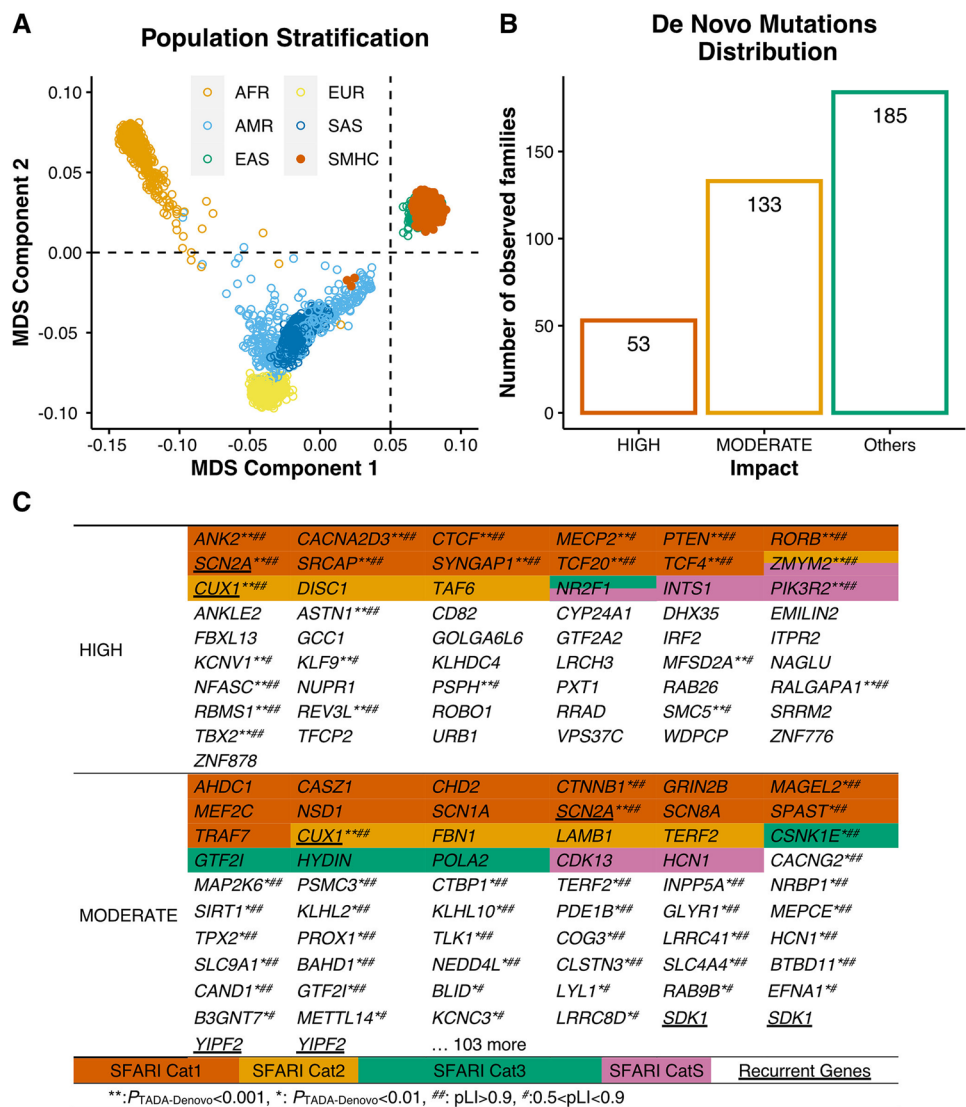 A
Population Stratification
MDS Component 2
0.10
0.05
0.00
-0.05
-0.10
AFR
EUR
AMR
SAS
EAS
SMHC
-0.15 -0.10 -0.05 0.00 0.05 0.10
MDS Component 1
B
De Novo Mutations
Distribution
Number of observed families
150
100
50
0
53
133
185
HIGH MODERATE Others
Impact
C
HIGH
ANK2**## CACNA2D3**## CTCF**## MECP2**## PTEN**## RORB**##
SCN2A**## SRCAP**## SYNGAP1**## TCF20**## TCF4**## ZMYM2**##
CUX1**## DISC1 TAF6 NR2F1 INTS1 PIK3R2**##
ANKLE2 ASTN1**## CD82 CYP24A1 DHX35 EMILIN2
FBXL13 GCC1 GOLGA6L6 GTF2A2 IRF2 ITPR2
KCNV1**# KLF9**# KLHDC4 LRCH3 MFSD2A**# NAGLU
NFASC**## NUPR1 PSPH**# PXT1 RAB26 RALGAPA1**##
RBMS1**## REV3L**## ROBO1 RRAD SMC5**# SRRM2
TBX2**## TFCP2 URB1 VPS37C WDPCP ZNF776
ZNF878
MODERATE
AHDC1 CASZ1 CHD2 CTNNB1*## GRIN2B MAGEL2*##
MEF2C NSD1 SCN1A SCN2A**## SCN8A SPAST*##
TRAF7 CUX1**## FBN1 LAMB1 TERF2 CSNK1E*##
GTF2I HYDIN POLA2 CDK13 HCN1 CACNG2*##
MAP2K6*## PSMC3*## CTBP1*## TERF2*## INPP5A*## NRBP1*##
SIRT1*## KLHL2*## KLHL10*## PDE1B*## GLYR1*## MEPCE*##
TPX2*## PROX1*## TLK1*## COG3*## LRRC41*## HCN1*##
SLC9A1*## BAHD1*## NEDD4L*## CLSTN3*## SLC4A4*## BTBD11*##
CAND1*## GTF2I*## BLID*# LYL1*# RAB9B*# EFNA1*#
B3GNT7*# METTL14*# KCNC3*# LRRC8D*# SDK1 SDK1
YIPF2 YIPF2 … 103 more
SFARI Cat1 SFARI Cat2 SFARI Cat3 SFARI CatS Recurrent Genes
**:PTADA-Denovo<0.001, *: PTADA-Denovo<0.01, ##: pLI>0.9, #:0.5<pLI<0.9